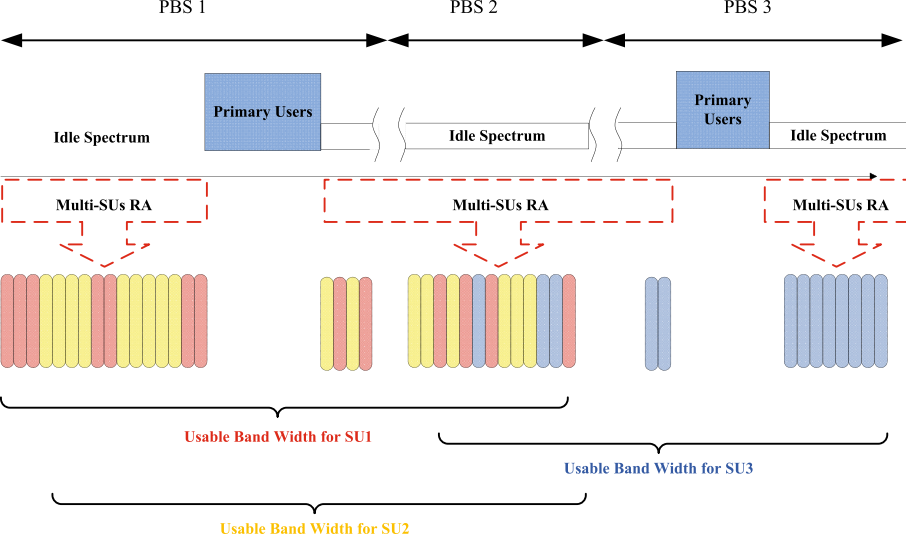 PBS 1
PBS 2
PBS 3
Primary Users
Primary
Users
Idle Spectrum
Idle Spectrum
Idle Spectrum
Multi-SUs RA
Multi-SUs RA
Multi-SUs RA
Usable Band Width for SU1
Usable Band Width for SU3
Usable Band Width for SU2